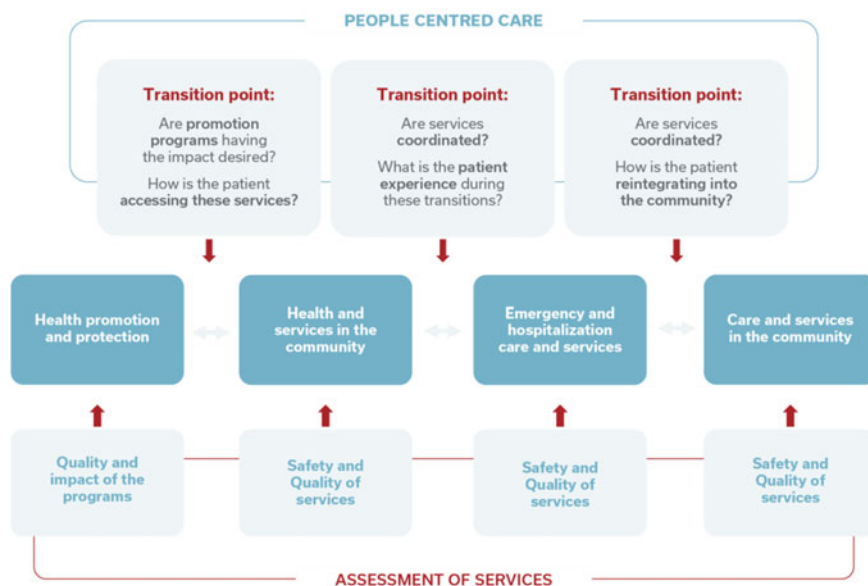 PEOPLE CENTRED CARE
Transition point:
Are promotion
programs having
the impact desired?
How is the patient
accessing these services?
Transition point:
Are services
coordinated?
What is the patient
experience during
these transitions?
Transition point:
Are services
coordinated?
How is the patient
reintegrating into
the community?
Health promotion
and protection
Health and
services in the
community
Emergency and
hospitalization
care and services
Care and services
in the community
Quality and
impact of the
programs
Safety and
Quality of
services
Safety and
Quality of
services
Safety and
Quality of
services
ASSESSMENT OF SERVICES